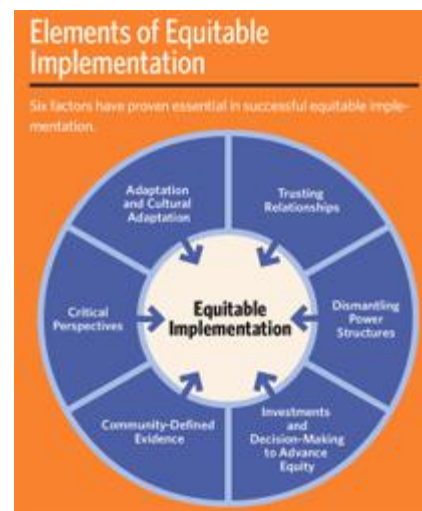 Elements of Equitable
Implementation
Six factors have proven essential in successful equitable imple-
mentation.
Adaptation
and Cultural
Adaptation
Trusting
Relationships
Critical
Perspectives
Equitable
Implementation
Dismantling
Power
Structures
Community-Defined
Evidence
Investments
and
Decision-Making
to Advance
Equity